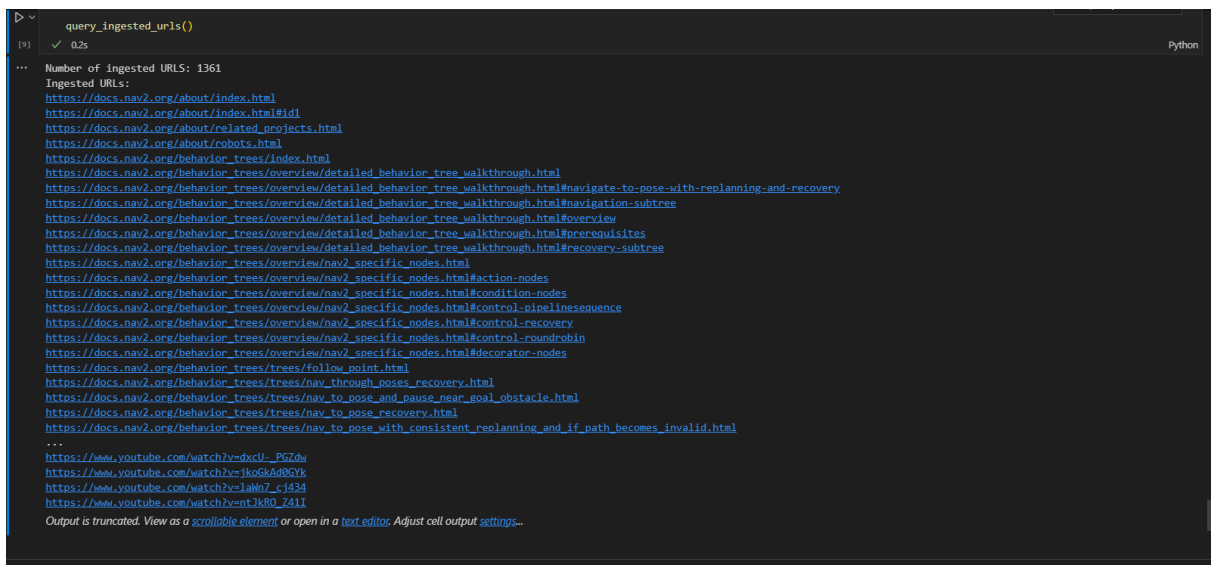 query_ingested_urls()
[9] ✓ 0.2s Python
... Number of ingested URLS: 1361
Ingested URLs:
https://docs.nav2.org/about/index.html
https://docs.nav2.org/about/index.html#id1
https://docs.nav2.org/about/related_projects.html
https://docs.nav2.org/about/robots.html
https://docs.nav2.org/behavior_trees/index.html
https://docs.nav2.org/behavior_trees/overview/detailed_behavior_tree_walkthrough.html
https://docs.nav2.org/behavior_trees/overview/detailed_behavior_tree_walkthrough.html#navigate-to-pose-with-replanning-and-recovery
https://docs.nav2.org/behavior_trees/overview/detailed_behavior_tree_walkthrough.html#navigation-subtree
https://docs.nav2.org/behavior_trees/overview/detailed_behavior_tree_walkthrough.html#overview
https://docs.nav2.org/behavior_trees/overview/detailed_behavior_tree_walkthrough.html#prerequisites
https://docs.nav2.org/behavior_trees/overview/detailed_behavior_tree_walkthrough.html#recovery-subtree
https://docs.nav2.org/behavior_trees/overview/nav2_specific_nodes.html
https://docs.nav2.org/behavior_trees/overview/nav2_specific_nodes.html#action-nodes
https://docs.nav2.org/behavior_trees/overview/nav2_specific_nodes.html#condition-nodes
https://docs.nav2.org/behavior_trees/overview/nav2_specific_nodes.html#control-pipelinesequence
https://docs.nav2.org/behavior_trees/overview/nav2_specific_nodes.html#control-recovery
https://docs.nav2.org/behavior_trees/overview/nav2_specific_nodes.html#control-roundrobin
https://docs.nav2.org/behavior_trees/overview/nav2_specific_nodes.html#decorator-nodes
https://docs.nav2.org/behavior_trees/trees/follow_point.html
https://docs.nav2.org/behavior_trees/trees/nav_through_poses_recovery.html
https://docs.nav2.org/behavior_trees/trees/nav_to_pose_and_pause_near_goal_obstacle.html
https://docs.nav2.org/behavior_trees/trees/nav_to_pose_recovery.html
https://docs.nav2.org/behavior_trees/trees/nav_to_pose_with_consistent_replanning_and_if_path_becomes_invalid.html
...
https://www.youtube.com/watch?v=dxcU-_PGZdw
https://www.youtube.com/watch?v=jkoGkAd0GYk
https://www.youtube.com/watch?v=laWn7_cj434
https://www.youtube.com/watch?v=ntJkRO_Z41I
Output is truncated. View as a scrollable element or open in a text editor. Adjust cell output settings...